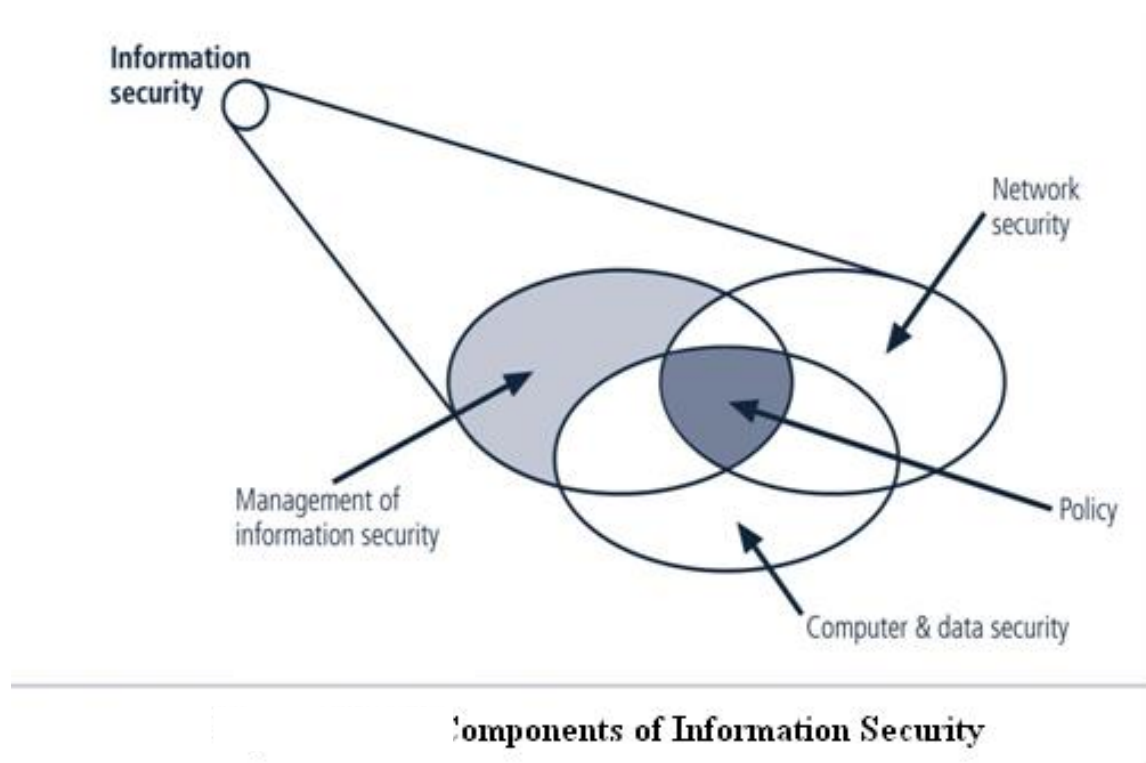 Information
security
Network
security
Management of
information security
Policy
Computer & data security
omponents of Information Security